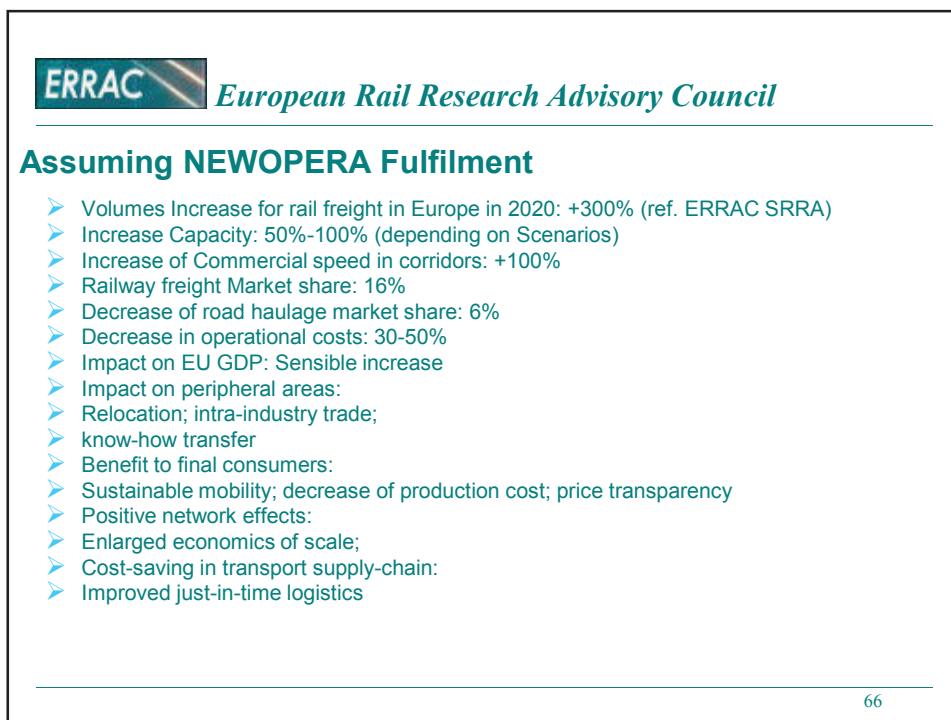 ERRAC
European Rail Research Advisory Council
Assuming NEWOPERA Fulfilment
➢ Volumes Increase for rail freight in Europe in 2020: +300% (ref. ERRAC SRRA)
➢ Increase Capacity: 50%-100% (depending on Scenarios)
➢ Increase of Commercial speed in corridors: +100%
➢ Railway freight Market share: 16%
➢ Decrease of road haulage market share: 6%
➢ Decrease in operational costs: 30-50%
➢ Impact on EU GDP: Sensible increase
➢ Impact on peripheral areas:
➢ Relocation; intra-industry trade;
➢ know-how transfer
➢ Benefit to final consumers:
➢ Sustainable mobility; decrease of production cost; price transparency
➢ Positive network effects:
➢ Enlarged economics of scale;
➢ Cost-saving in transport supply-chain:
➢ Improved just-in-time logistics
66